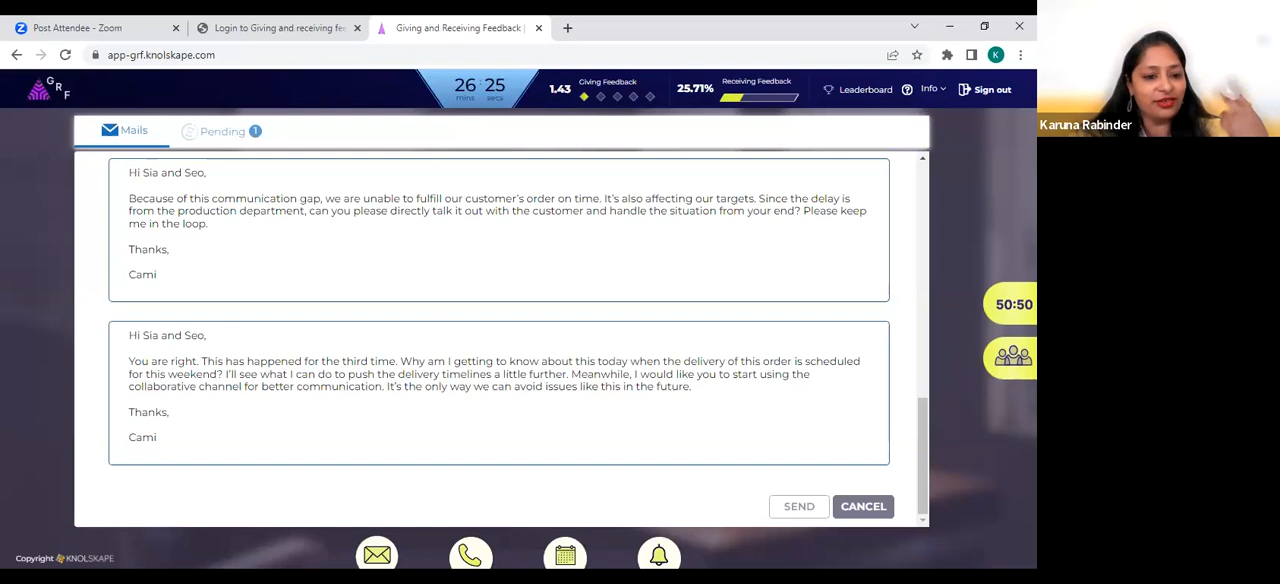 Post Attendee - Zoom
Login to Giving and receiving fee
Giving and Receiving Feedback |
app-grf.knolskape.com
K
G R F
26 : 25
mins secs
1.43
Giving Feedback
25.71%
Receiving Feedback
Leaderboard
Info
Sign out
Karuna Rabinder
Mails
Pending 1
Hi Sia and Seo,
Because of this communication gap, we are unable to fulfill our customer's order on time. It's also affecting our targets. Since the delay is
from the production department, can you please directly talk it out with the customer and handle the situation from your end? Please keep
me in the loop.
Thanks,
Cami
50:50
Hi Sia and Seo,
You are right. This has happened for the third time. Why am I getting to know about this today when the delivery of this order is scheduled
for this weekend? I'll see what I can do to push the delivery timelines a little further. Meanwhile, I would like you to start using the
collaborative channel for better communication. It's the only way we can avoid issues like this in the future.
Thanks,
Cami
SEND
CANCEL
Copyright KNOLSKAPE